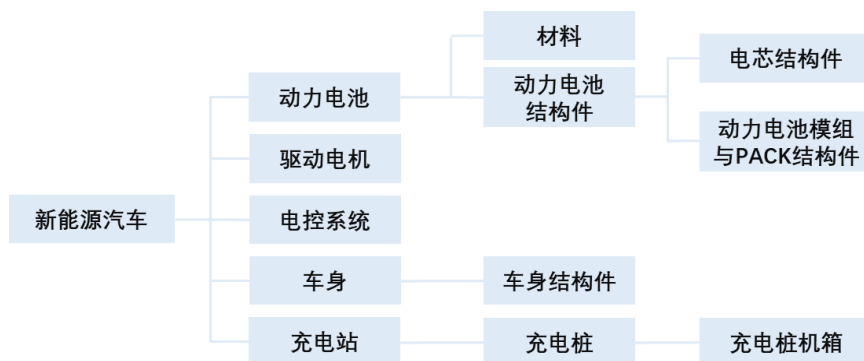 材料
电芯结构件
动力电池
动力电池
结构件
动力电池模组
与PACK结构件
驱动电机
新能源汽车
电控系统
车身
车身结构件
充电站
充电桩
充电桩机箱